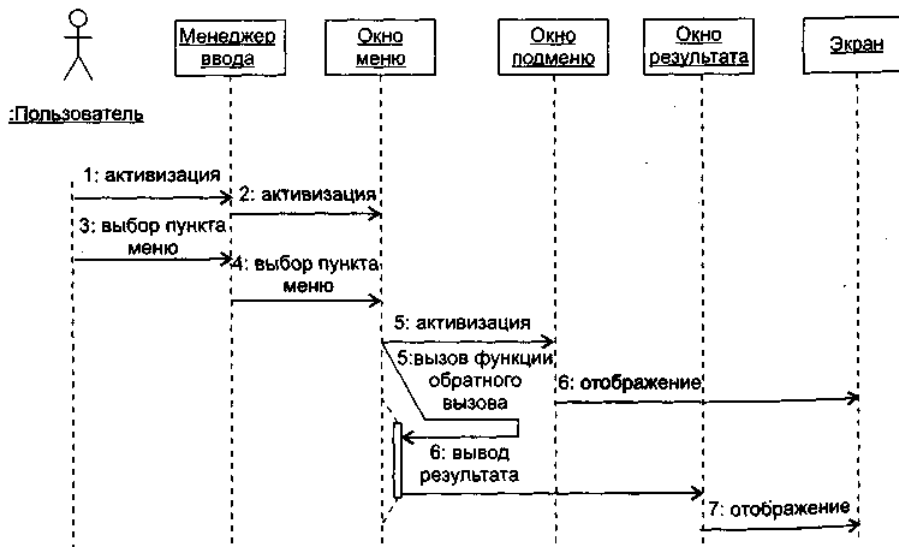 Менеджер
ввода
Окно
меню
Окно
подменю
Окно
результата
Экран
:Пользователь
1: активизация
2: активизация
3: выбор пункта
меню
4: выбор пункта
меню
5: активизация
5:вызов функции
обратного
вызова
6: отображение
6: вывод
результата
7: отображение